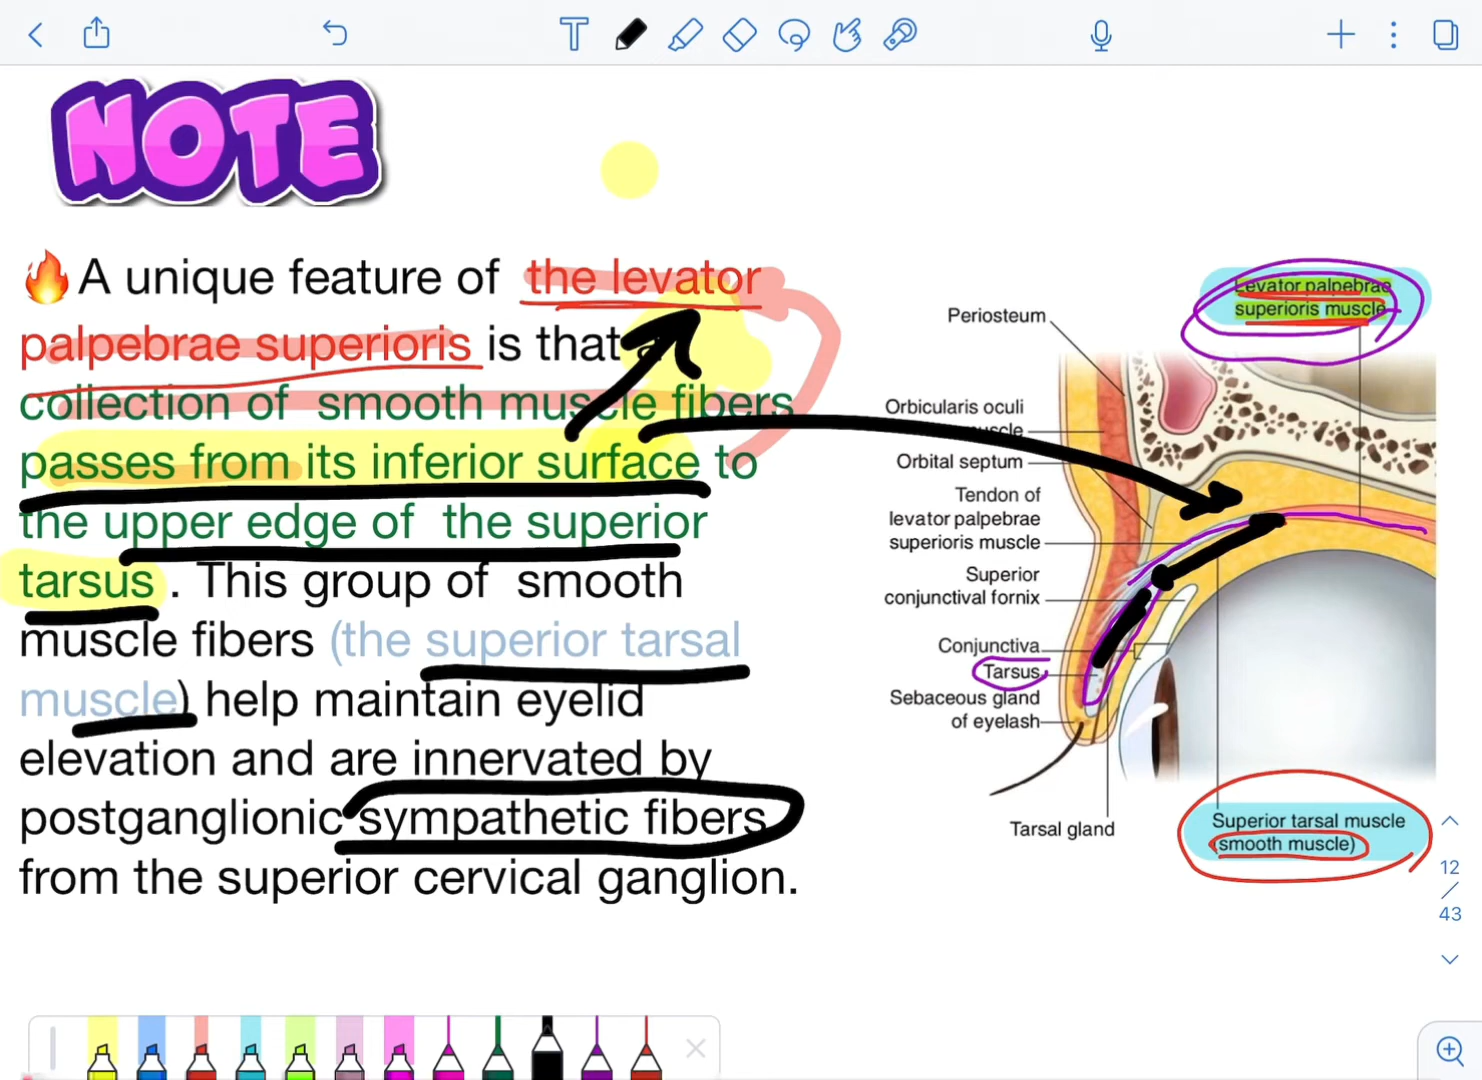 NOTE
A unique feature of the levator
palpebrae superioris is that a
collection of smooth muscle fibers
passes from its inferior surface to
the upper edge of the superior
tarsus . This group of smooth
muscle fibers (the superior tarsal
muscle) help maintain eyelid
elevation and are innervated by
postganglionic sympathetic fibers
from the superior cervical ganglion.
Levator palpebrae
superioris muscle
Periosteum
Orbicularis oculi
muscle
Orbital septum
Tendon of
levator palpebrae
superioris muscle
Superior
conjunctival fornix
Conjunctiva
Tarsus
Sebaceous gland
of eyelash
Tarsal gland
Superior tarsal muscle
(smooth muscle)
12
/
43